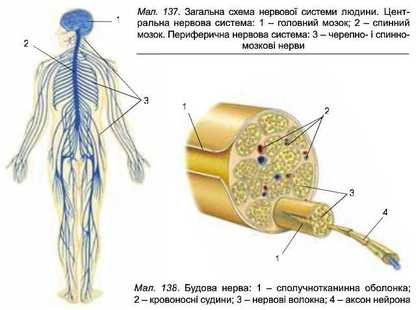 Мал. 137. Загальна схема нервової системи людини. Цент-
ральна нервова система: 1 – головний мозок; 2 – спинний
мозок. Периферична нервова система: 3 – черепно- і спинно-
мозкові нерви
1
2
3
2
1
3
4
1
Мал. 138. Будова нерва: 1 – сполучнотканинна оболонка;
2 – кровоносні судини; 3 – нервові волокна; 4 – аксон нейрона